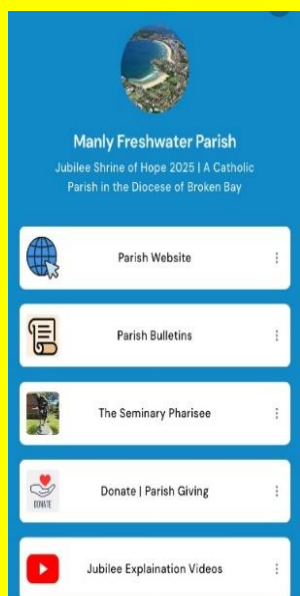 Manly Freshwater Parish
Jubilee Shrine of Hope 2025 | A Catholic
Parish in the Diocese of Broken Bay
Parish Website
Parish Bulletins
The Seminary Pharisee
DONATE
Donate | Parish Giving
Jubilee Explaination Videos